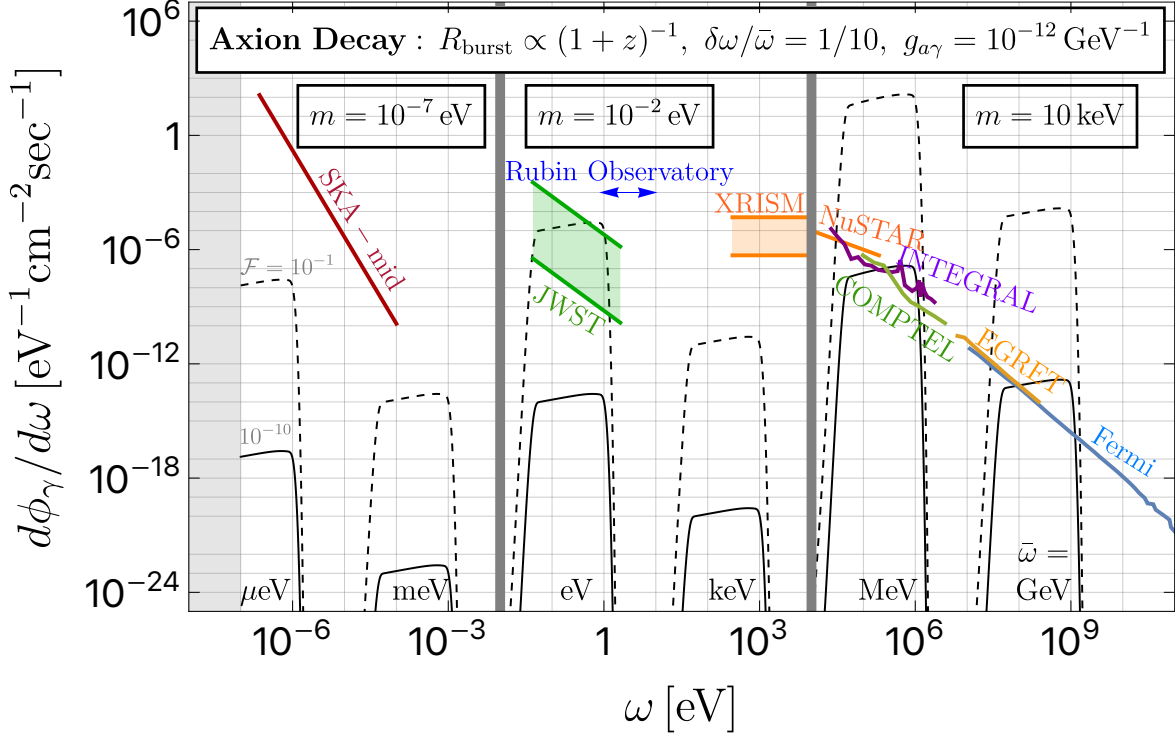 Axion Decay : R_burst ∝ (1 + z)^−1, δω/ω̄ = 1/10, g_aγ = 10^−12 GeV^−1
m = 10^−7 eV
m = 10^−2 eV
m = 10 keV
10^6
1
10^−6
10^−12
10^−18
10^−24
dϕ_γ/dω [eV^−1cm^−2sec^−1]
SKA − mid
ℱ = 10^−1
10^−10
Rubin Observatory
JWST
XRISM
NuSTAR
INTEGRAL
COMPTEL
EGRET
Fermi
ω̄ =
μeV
meV
eV
keV
MeV
GeV
10^−6
10^−3
1
10^3
10^6
10^9
ω [eV]